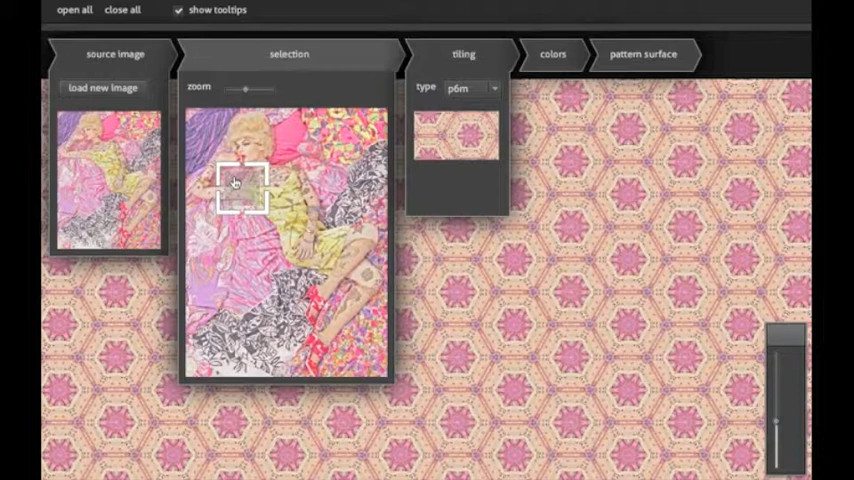 open all close all show tooltips
source image selection tiling colors pattern surface
load new image zoom type p6m